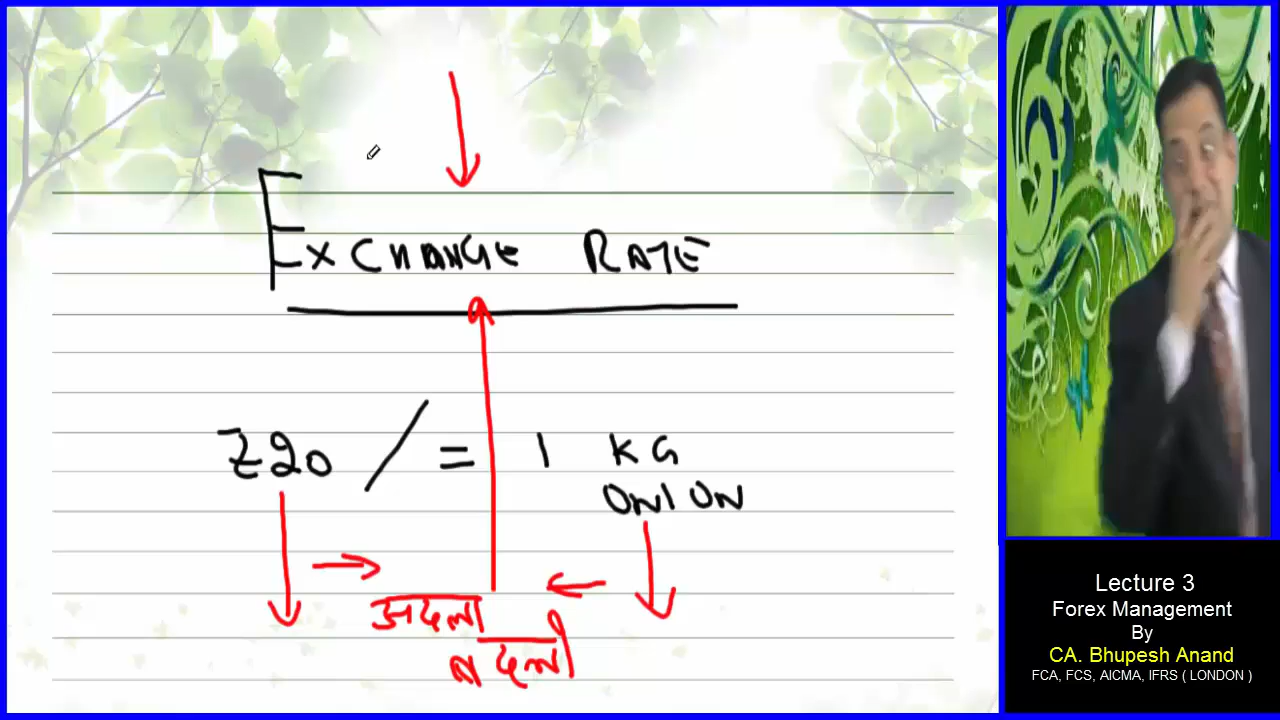 EXCHANGE RATE
₹20 / = 1 KG
ONION
अदला
बदली
Lecture 3
Forex Management
By
CA. Bhupesh Anand
FCA, FCS, AICMA, IFRS ( LONDON )